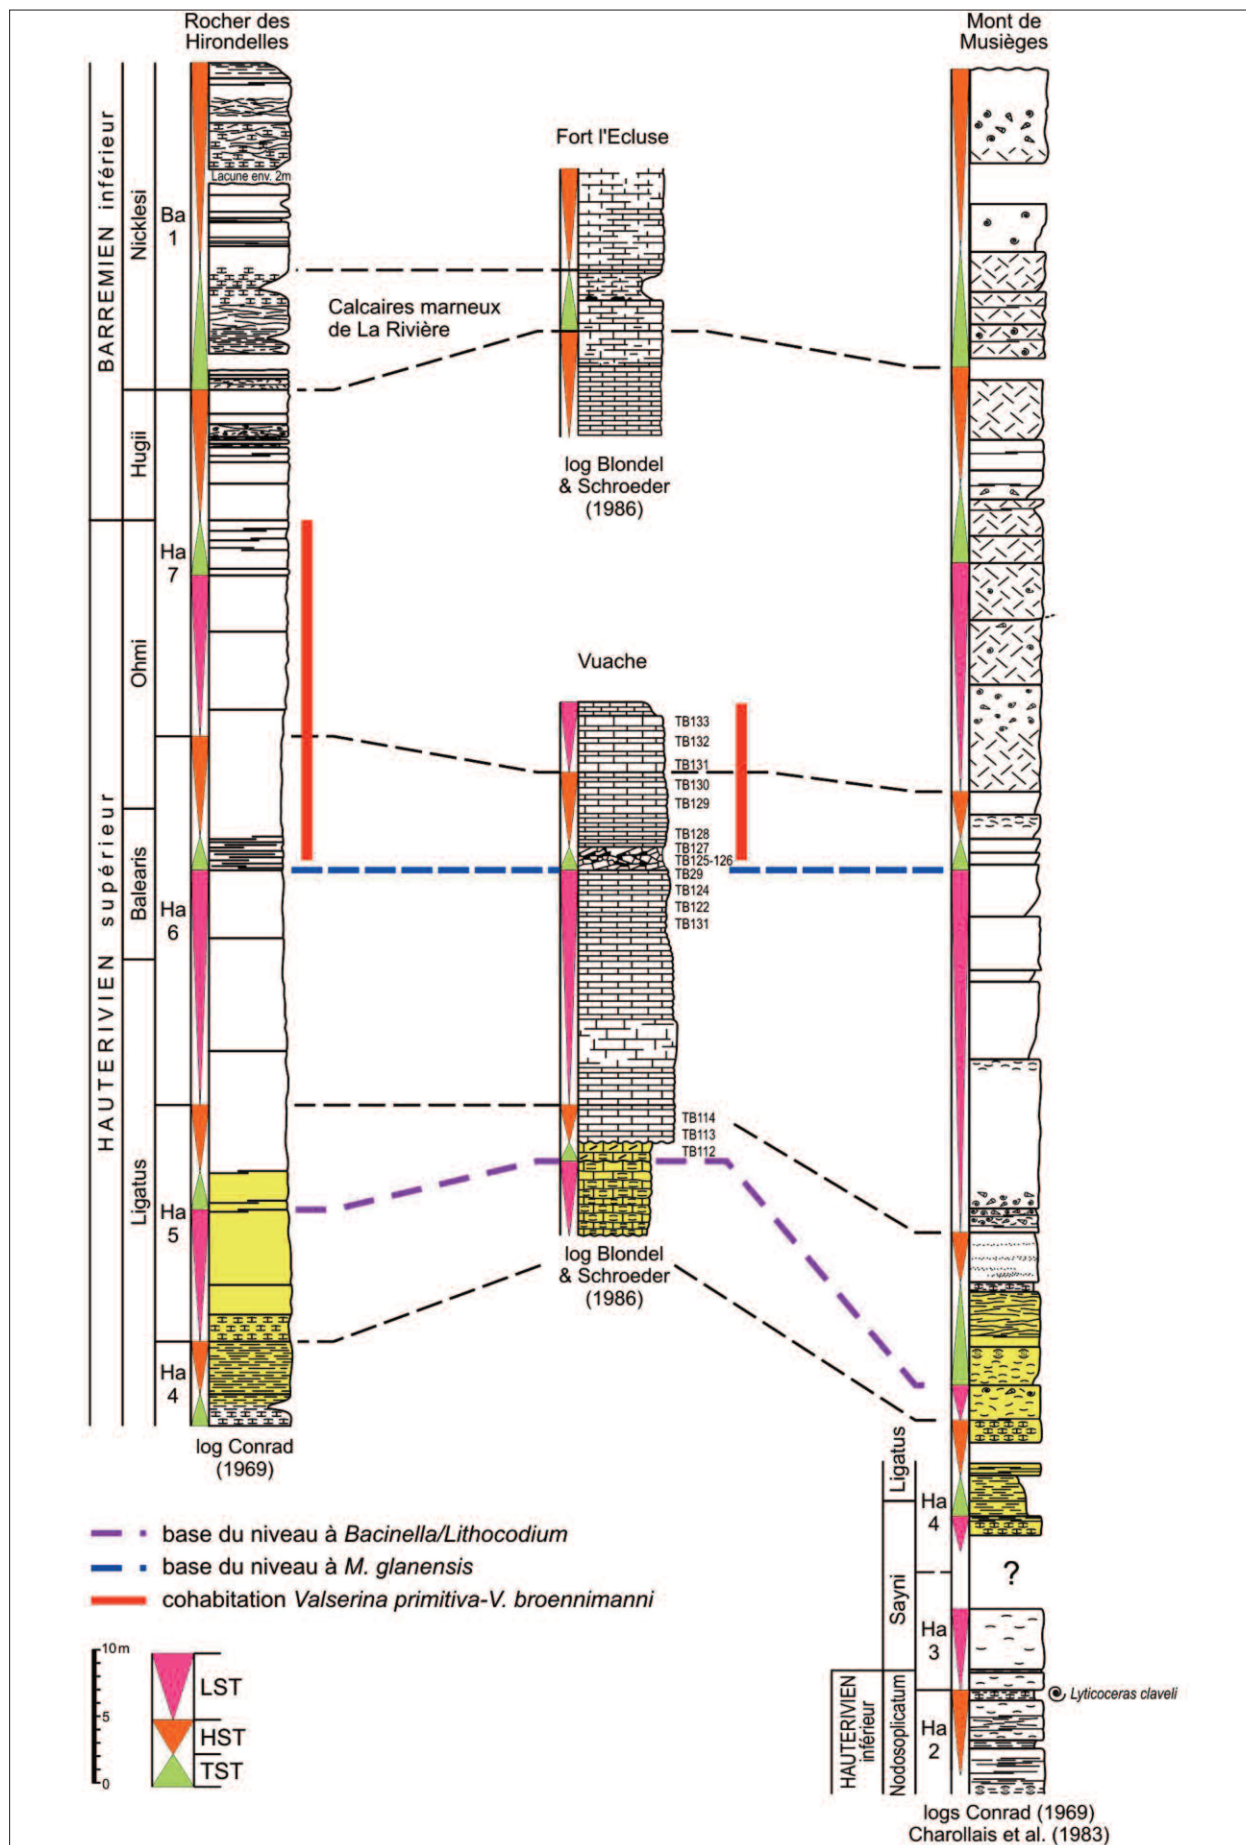 Rocher des
Hirondelles
Mont de
Musièges
Fort l'Ecluse
BARREMIEN inférieur
Nicklesi
Ba
1
Lacune env. 2m
Calcaires marneux
de La Rivière
Hugii
log Blondel
& Schroeder
(1986)
HAUTERIVIEN supérieur
Ohmi
Ha
7
Vuache
TB133
TB132
TB131
TB130
TB129
TB128
TB127
TB125-126
TB29
TB124
TB122
TB131
Balearis
Ha
6
TB114
TB113
TB112
Ligatus
Ha
5
log Blondel
& Schroeder
(1986)
Ha
4
log Conrad
(1969)
Ligatus
Ha
4
Sayni
?
Ha
3
HAUTERIVIEN
inférieur
Nodosoplicatum
Ha
2
Lyticoceras claveli
base du niveau à Bacinella/Lithocodium
base du niveau à M. glanensis
cohabitation Valserina primitiva-V. broennimanni
10 m
5
0
LST
HST
TST
logs Conrad (1969)
Charollais et al. (1983)